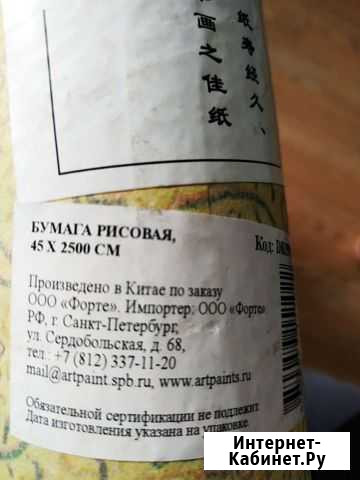 纸寿经久、
画之佳纸
БУМАГА РИСОВАЯ,
45 X 2500 СМ
Код:
Произведено в Китае по заказу
ООО «Форте». Импортер: ООО «Форте»
РФ, г. Санкт-Петербург,
ул. Сердобольская, д. 68,
тел.: +7 (812) 337-11-20
mail@artpaint.spb.ru, www.artpaints.ru
Обязательной сертификации не подлежит
Дата изготовления указана на упаковке.
Интернет-
Кабинет.Ру